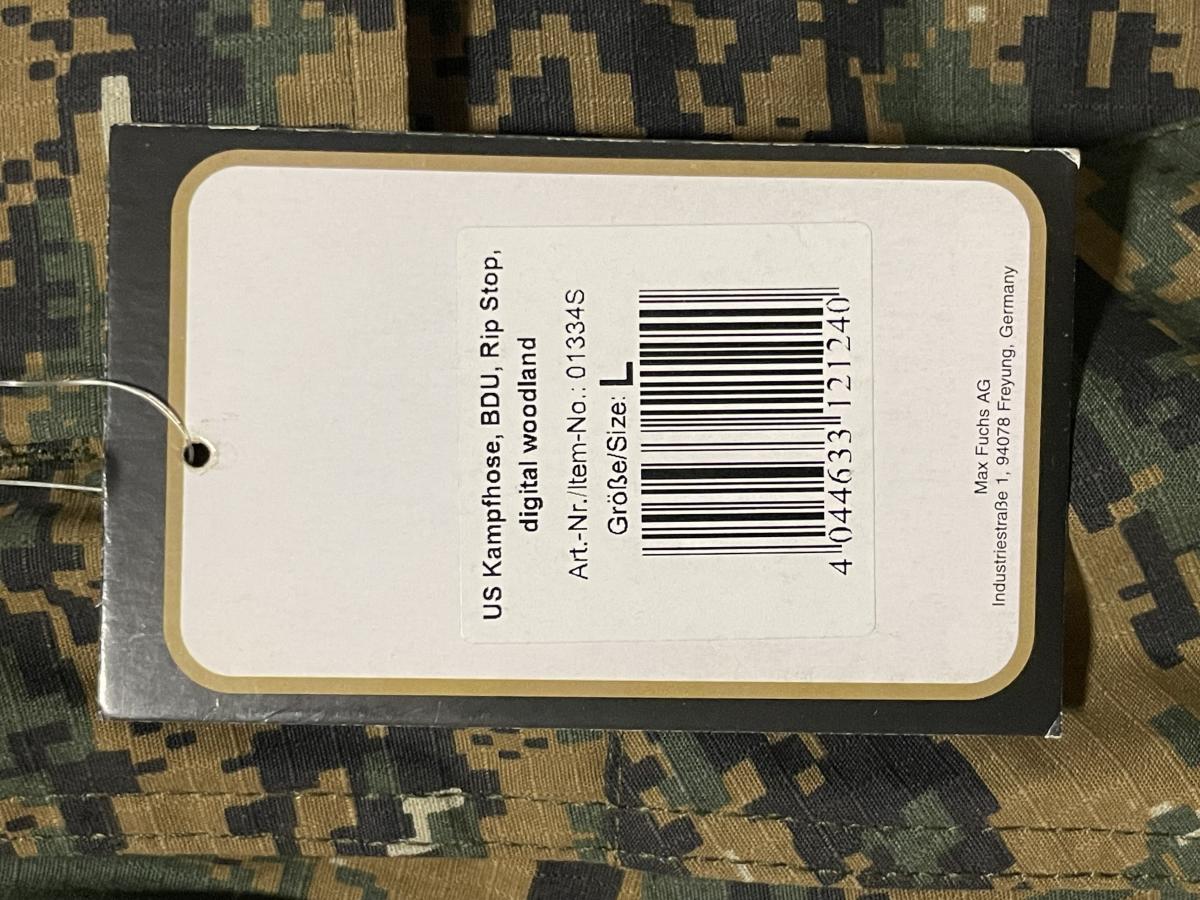 US Kampfhose, BDU, Rip Stop,
digital woodland
Art.-Nr./Item-No.: 01334S
Größe/Size: L
4 044633 121240
Max Fuchs AG
Industriestraße 1, 94078 Freyung, Germany